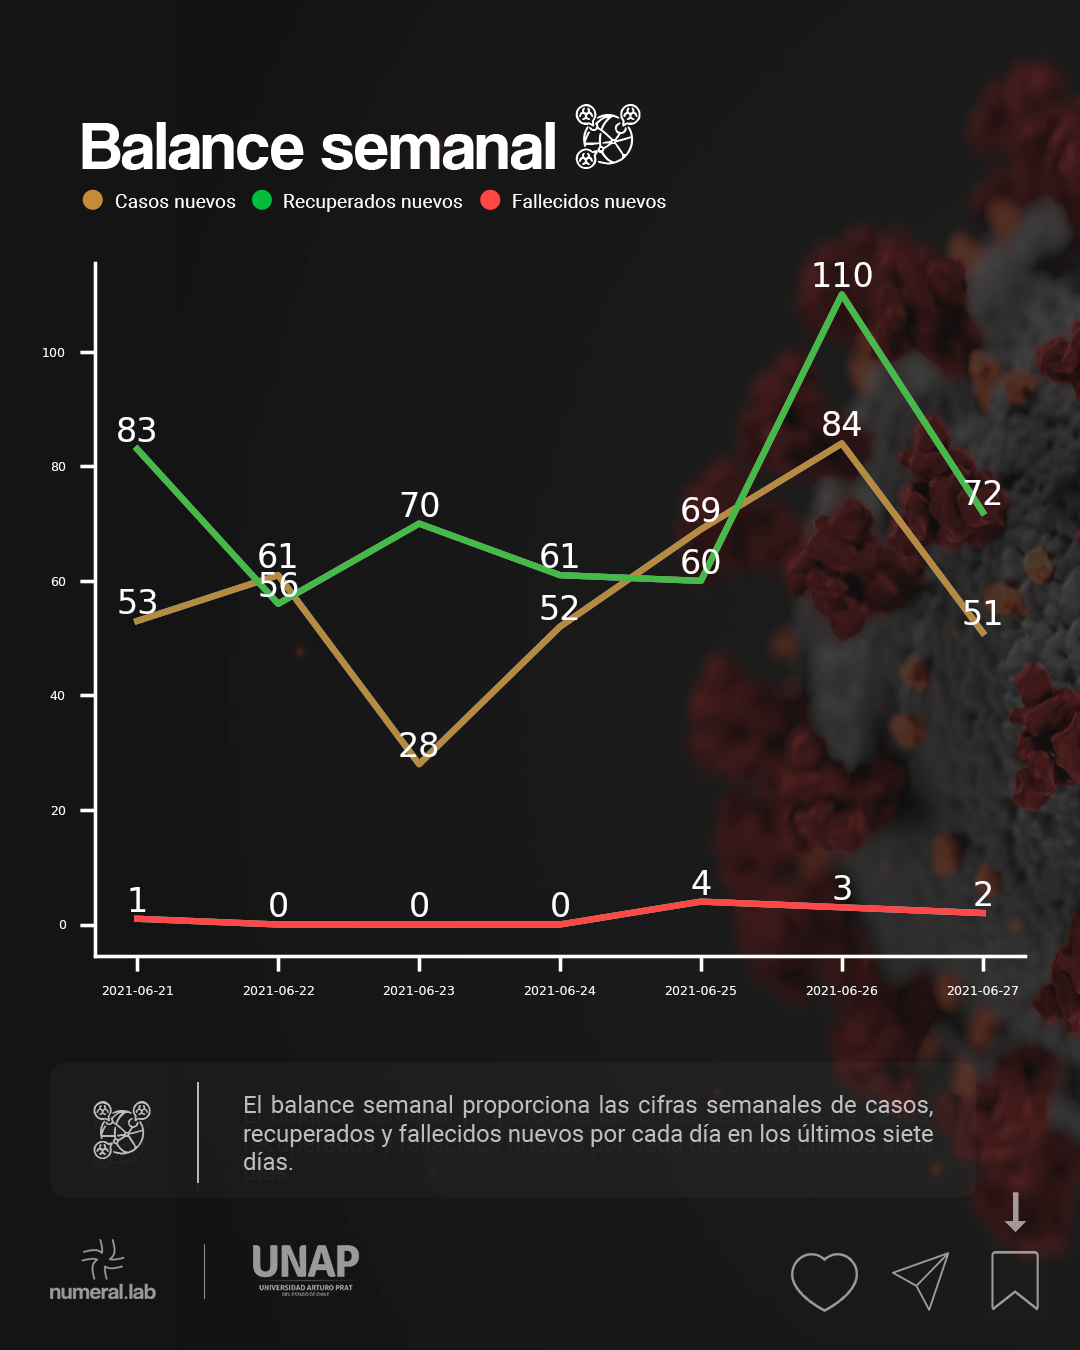 Balance semanal
Casos nuevos Recuperados nuevos Fallecidos nuevos
110
100
83
84
80
72
70
69
61
61
60
60
56
53
52
51
40
28
20
4
3
2
1
0
0
0
0
2021-06-21 2021-06-22 2021-06-23 2021-06-24 2021-06-25 2021-06-26 2021-06-27
El balance semanal proporciona las cifras semanales de casos,
recuperados y fallecidos nuevos por cada día en los últimos siete
días.
numeral.lab
UNAP
UNIVERSIDAD ARTURO PRAT
DEL ESTADO DE CHILE